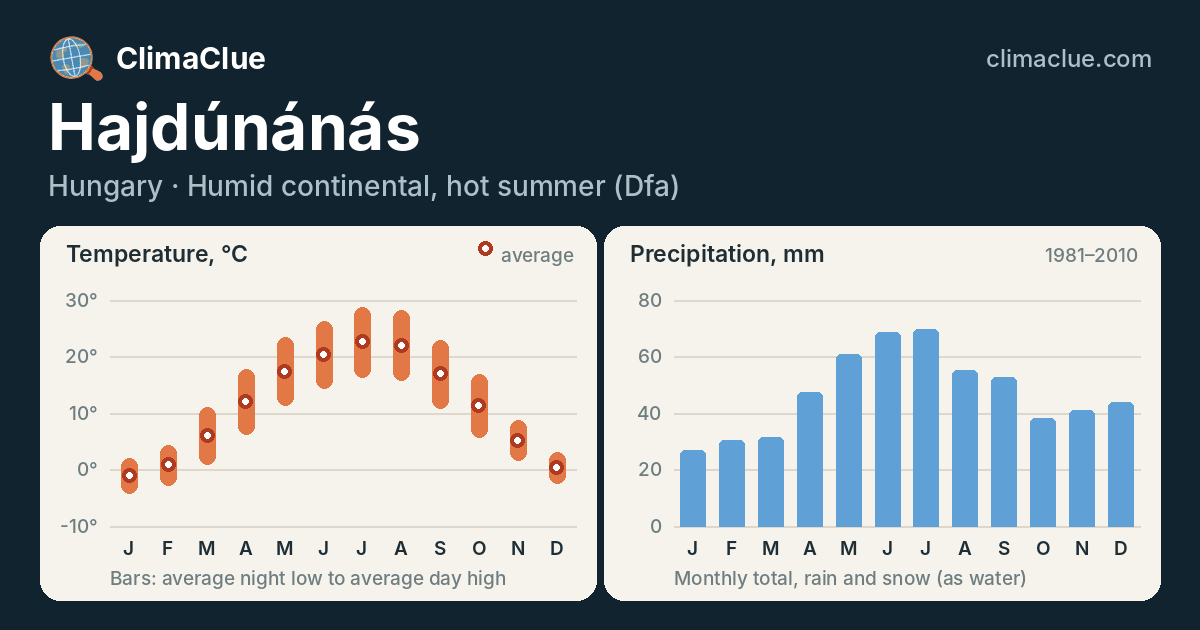 ClimaClue
climaclue.com
Hajdúnánás
Hungary · Humid continental, hot summer (Dfa)
Temperature, °C
average
30°
20°
10°
0°
-10°
J F M A M J J A S O N D
Bars: average night low to average day high
Precipitation, mm
1981–2010
80
60
40
20
0
J F M A M J J A S O N D
Monthly total, rain and snow (as water)